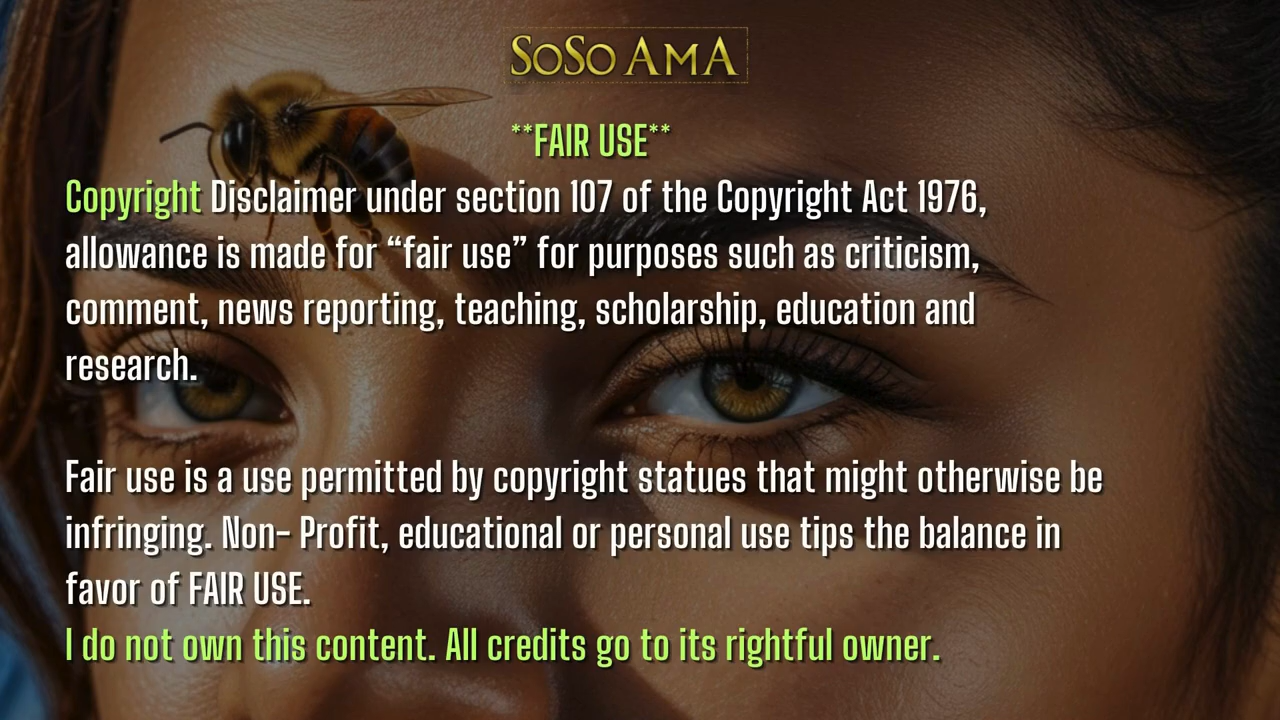 SoSo AmA
**FAIR USE**
Copyright Disclaimer under section 107 of the Copyright Act 1976,
allowance is made for “fair use” for purposes such as criticism,
comment, news reporting, teaching, scholarship, education and
research.
Fair use is a use permitted by copyright statues that might otherwise be
infringing. Non- Profit, educational or personal use tips the balance in
favor of FAIR USE.
I do not own this content. All credits go to its rightful owner.